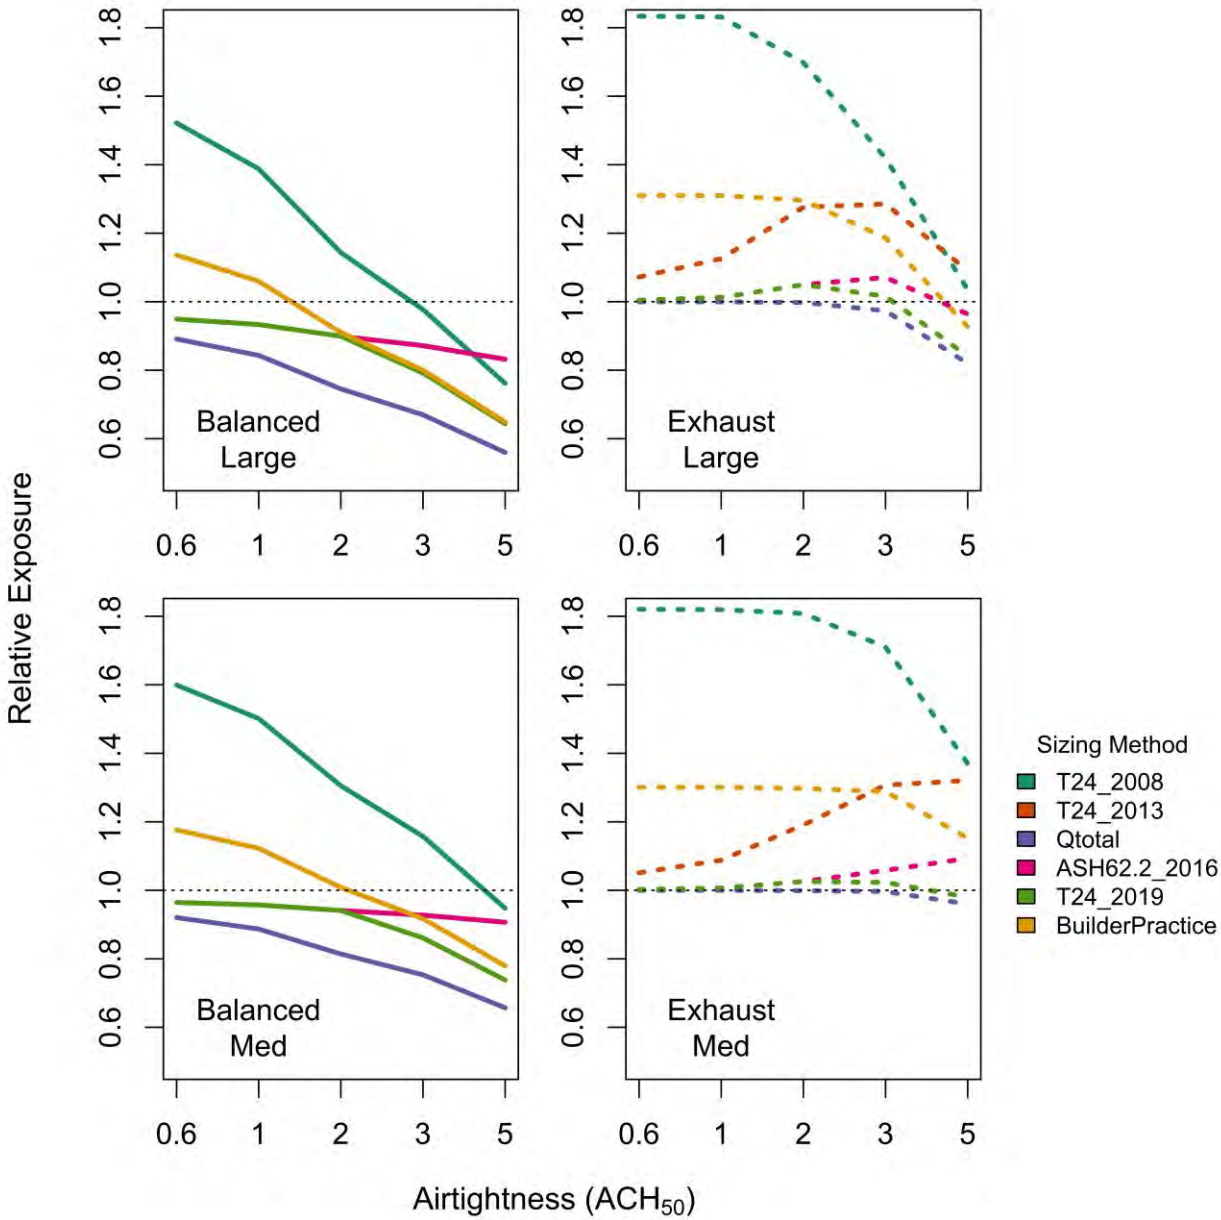 1.8
1.6
1.4
1.2
1.0
0.8
0.6
Balanced
Large
0.6 1 2 3 5
1.8
1.6
1.4
1.2
1.0
0.8
0.6
Exhaust
Large
0.6 1 2 3 5
Relative Exposure
1.8
1.6
1.4
1.2
1.0
0.8
0.6
Balanced
Med
0.6 1 2 3 5
1.8
1.6
1.4
1.2
1.0
0.8
0.6
Exhaust
Med
0.6 1 2 3 5
Sizing Method
T24_2008
T24_2013
Qtotal
ASH62.2_2016
T24_2019
BuilderPractice
Airtightness (ACH₅₀)